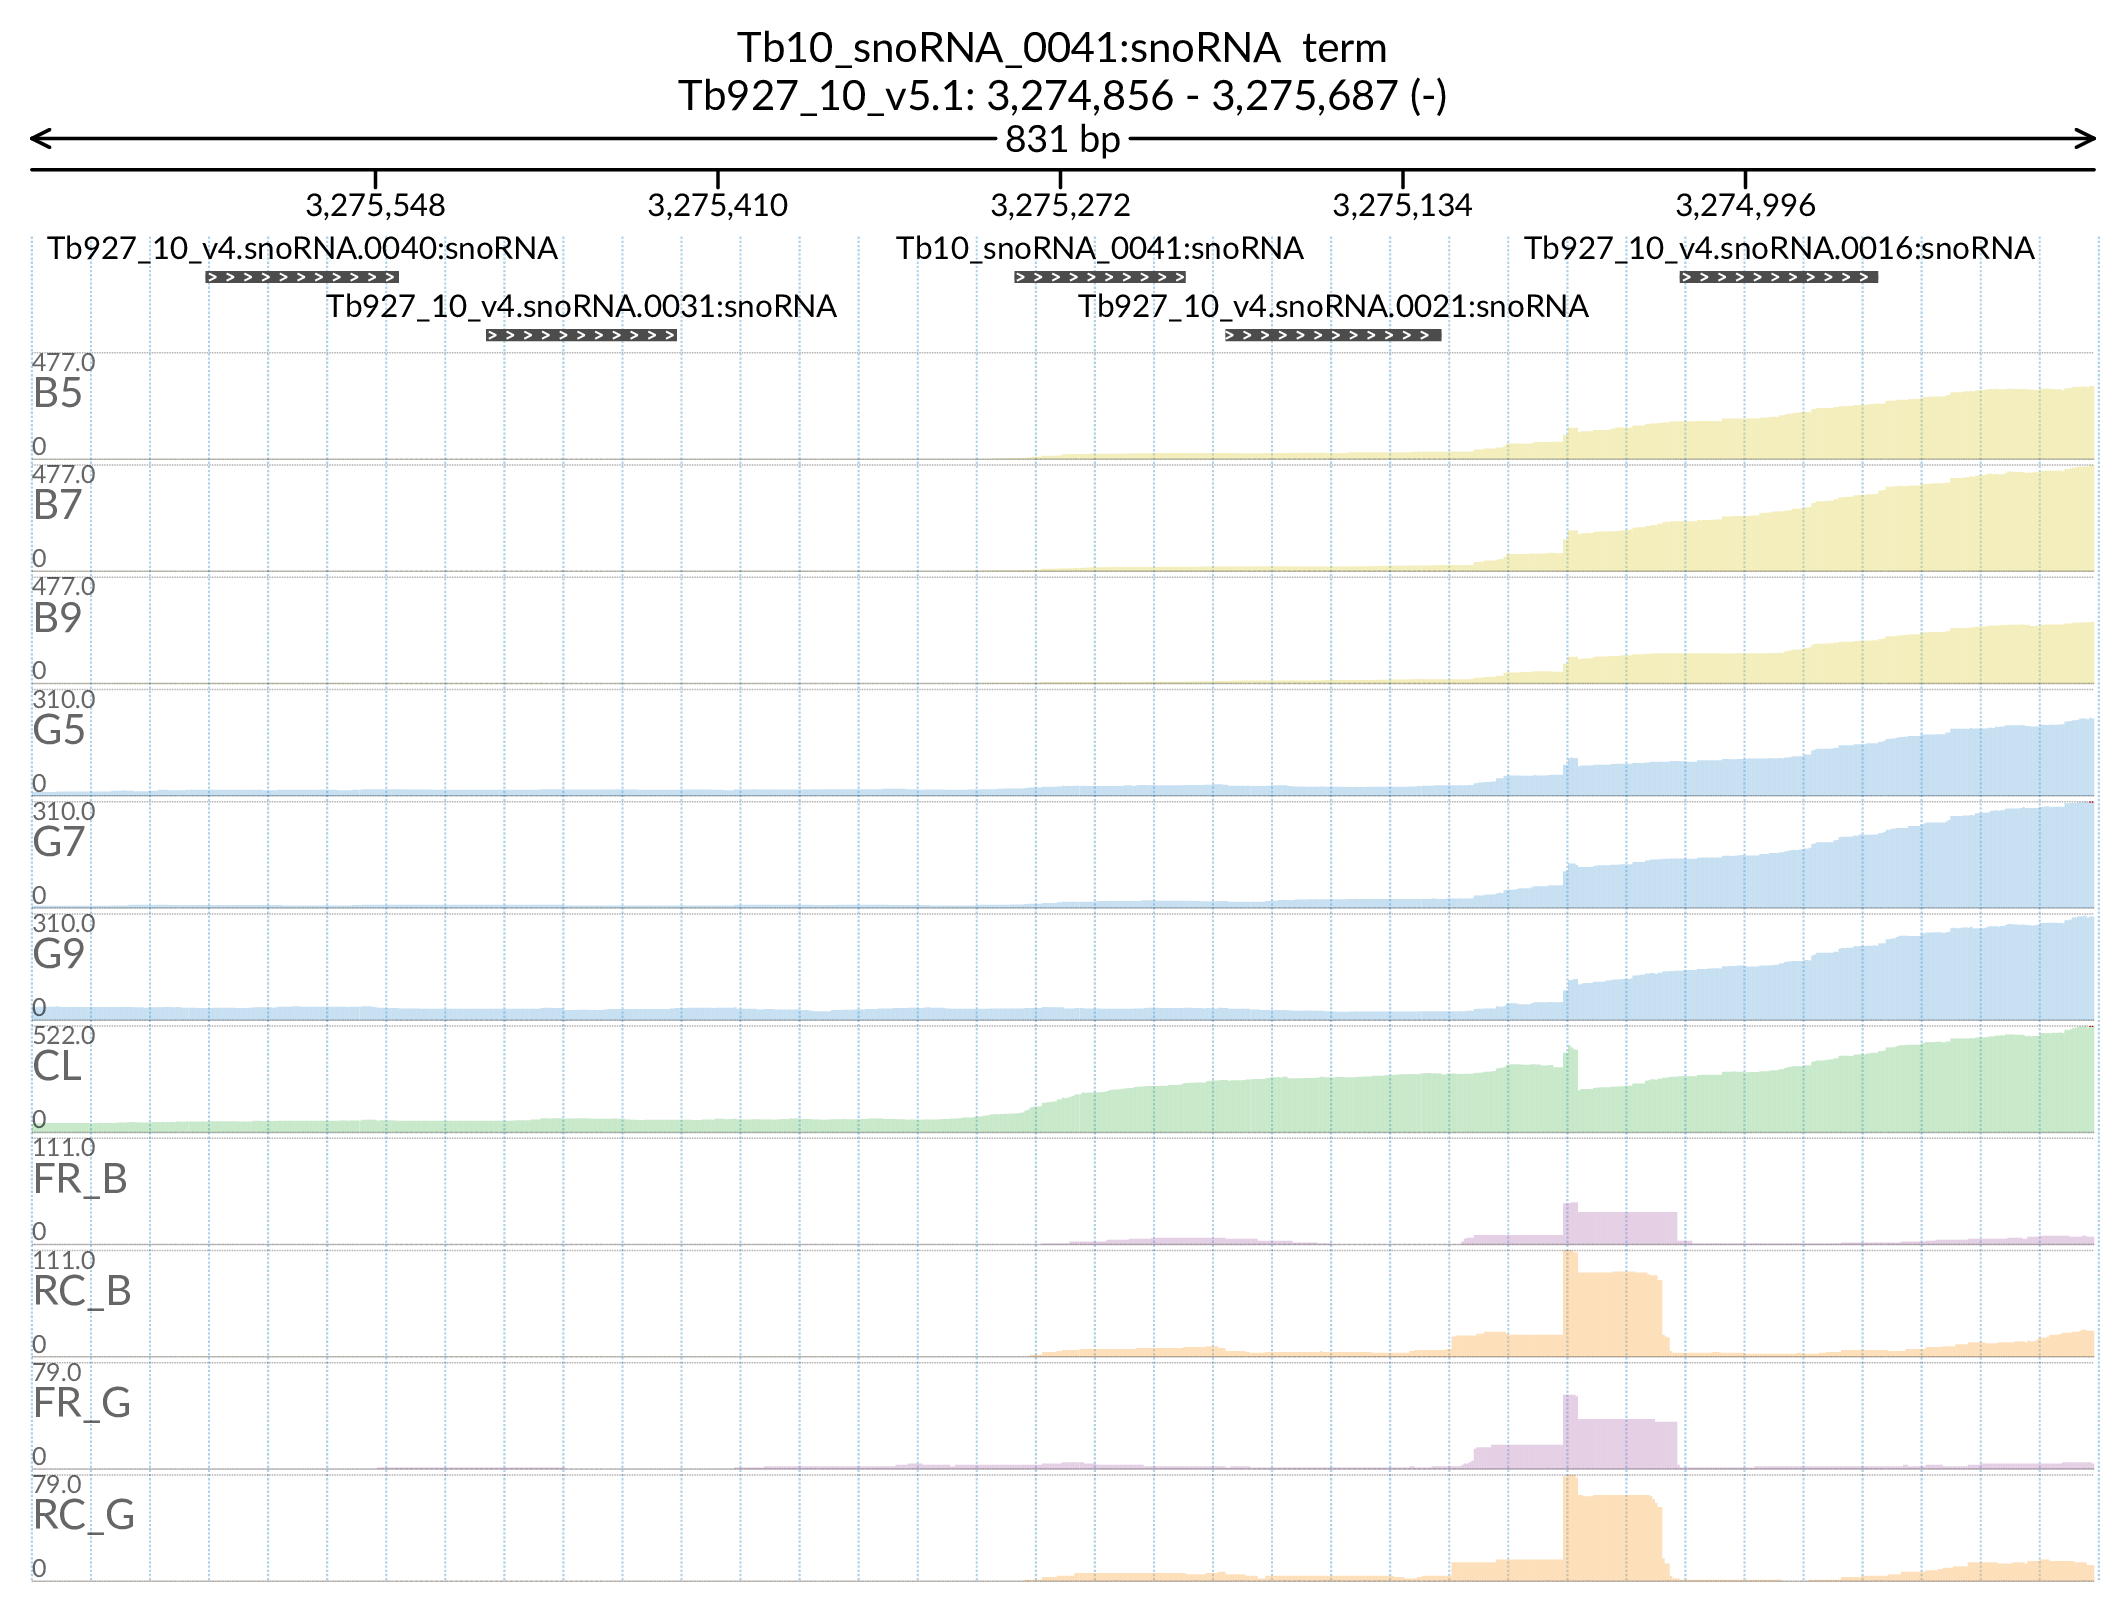 Tb10_snoRNA_0041:snoRNA term
Tb927_10_v5.1: 3,274,856 - 3,275,687 (-)
831 bp
3,275,548 3,275,410 3,275,272 3,275,134 3,274,996
Tb927_10_v4.snoRNA.0040:snoRNA Tb10_snoRNA_0041:snoRNA Tb927_10_v4.snoRNA.0016:snoRNA
Tb927_10_v4.snoRNA.0031:snoRNA Tb927_10_v4.snoRNA.0021:snoRNA
477.0
B5
0
477.0
B7
0
477.0
B9
0
310.0
G5
0
310.0
G7
0
310.0
G9
0
522.0
CL
0
111.0
FR_B
0
111.0
RC_B
0
79.0
FR_G
0
79.0
RC_G
0